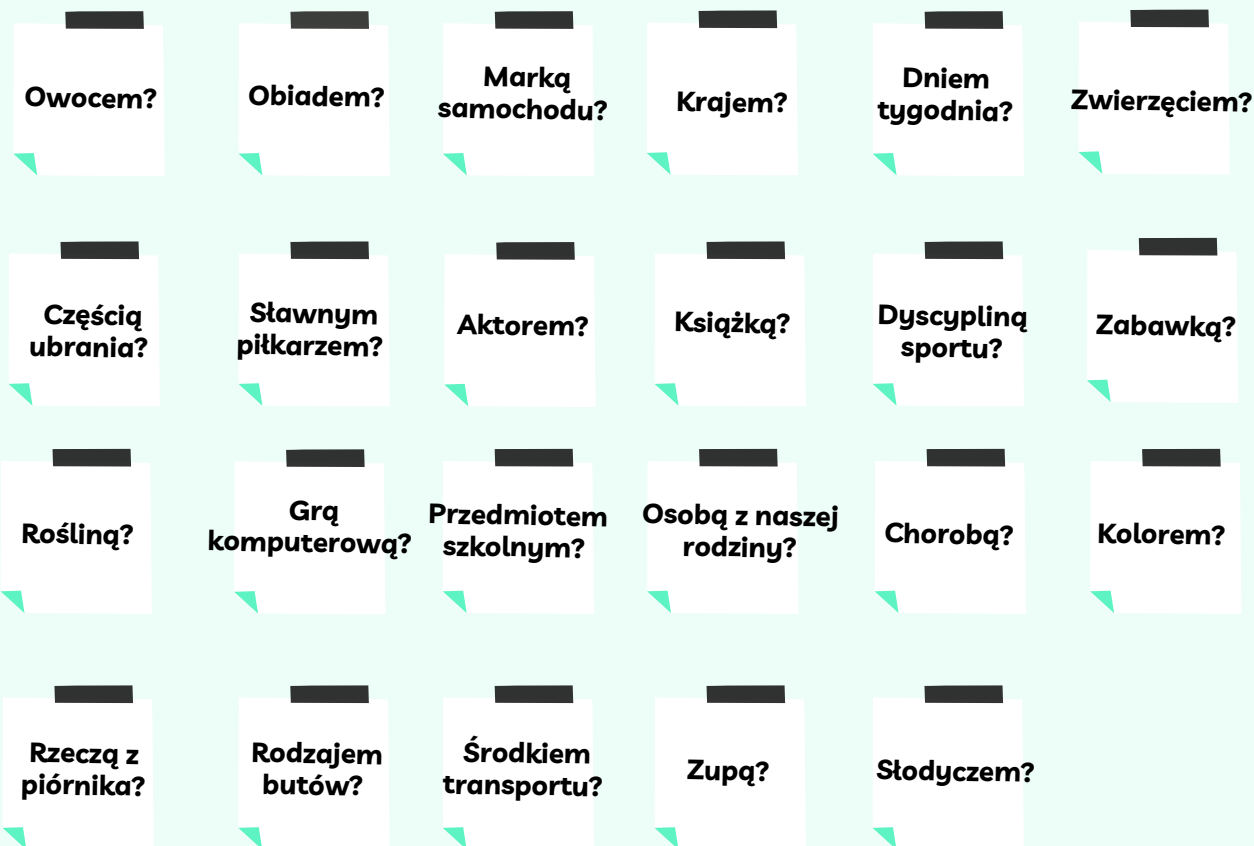 Owocem?
Obiadem?
Marką
samochodu?
Krajem?
Dniem
tygodnia?
Zwierzęciem?
Częścią
ubrania?
Sławnym
piłkarzem?
Aktorem?
Książką?
Dyscypliną
sportu?
Zabawką?
Rośliną?
Grą
komputerową?
Przedmiotem
szkolnym?
Osobą z naszej
rodziny?
Chorobą?
Kolorem?
Rzeczą z
piórnika?
Rodzajem
butów?
Środkiem
transportu?
Zupą?
Słodyczem?